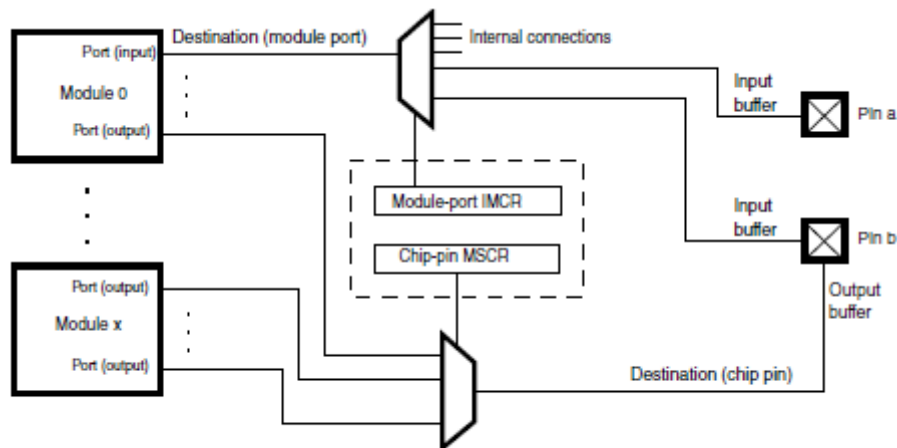 Port (input)
Destination (module port)
Internal connections
Module 0
Port (output)
Input
buffer
Pin a
Module-port IMCR
Chip-pin MSCR
Input
buffer
Pin b
Output
buffer
Port (output)
Module x
Port (output)
Destination (chip pin)